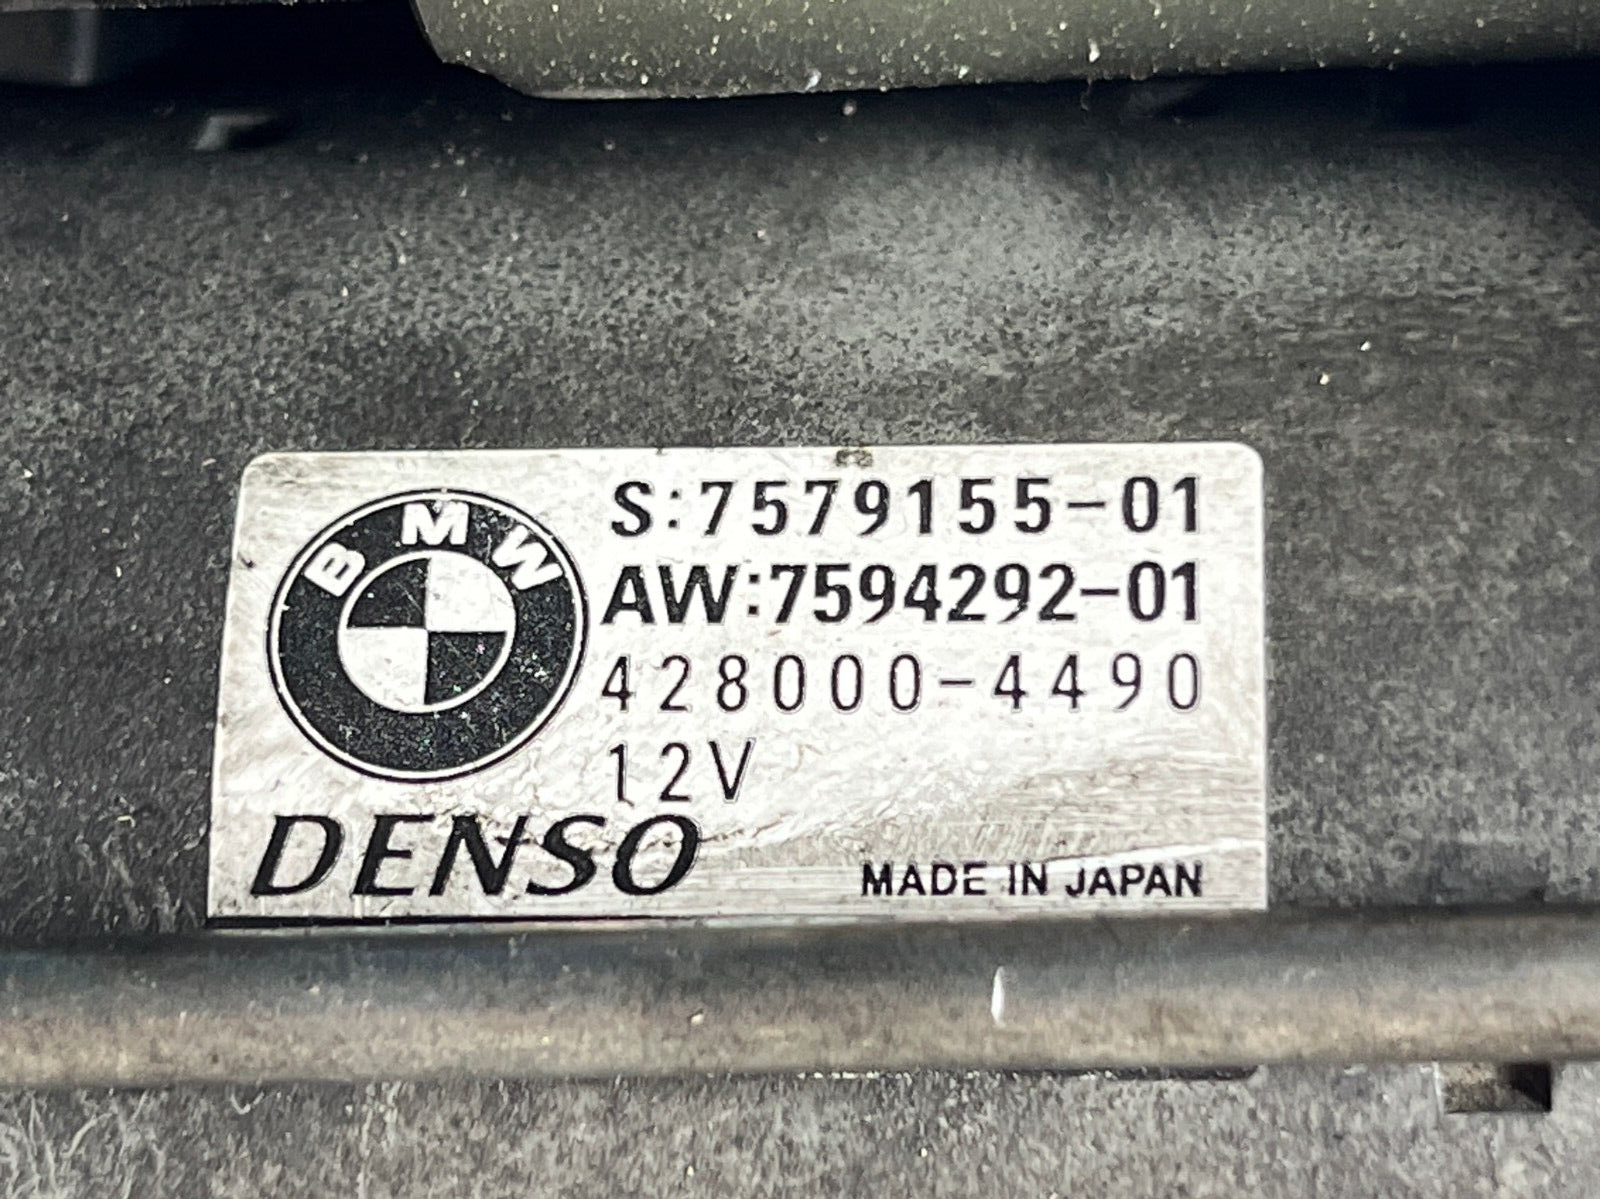 BMW
S:7579155-01
AW:7594292-01
428000-4490
12V
DENSO
MADE IN JAPAN